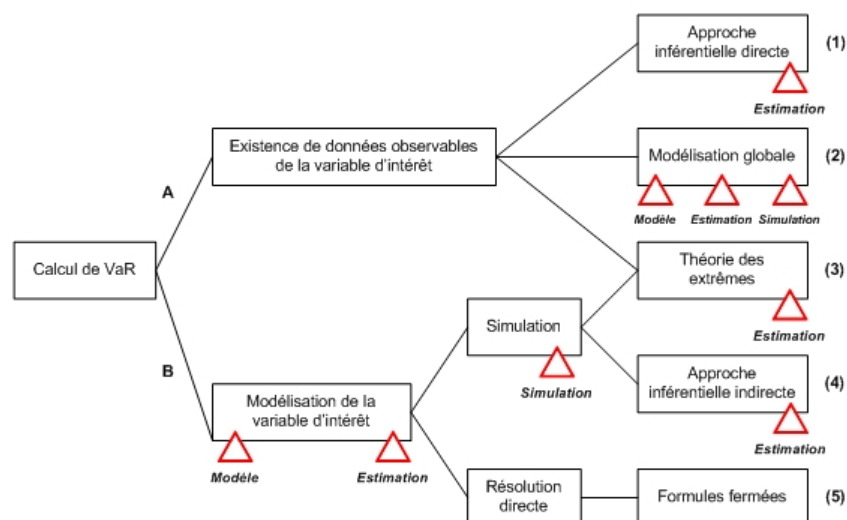 Approche
inférentielle directe
(1)
Estimation
Existence de données observables
de la variable d'intérêt
Modélisation globale
(2)
Modèle
Estimation
Simulation
A
Calcul de VaR
Théorie des
extrêmes
(3)
Estimation
Simulation
Simulation
B
Approche
inférentielle indirecte
(4)
Estimation
Modélisation de la
variable d'intérêt
Modèle
Estimation
Résolution
directe
Formules fermées
(5)